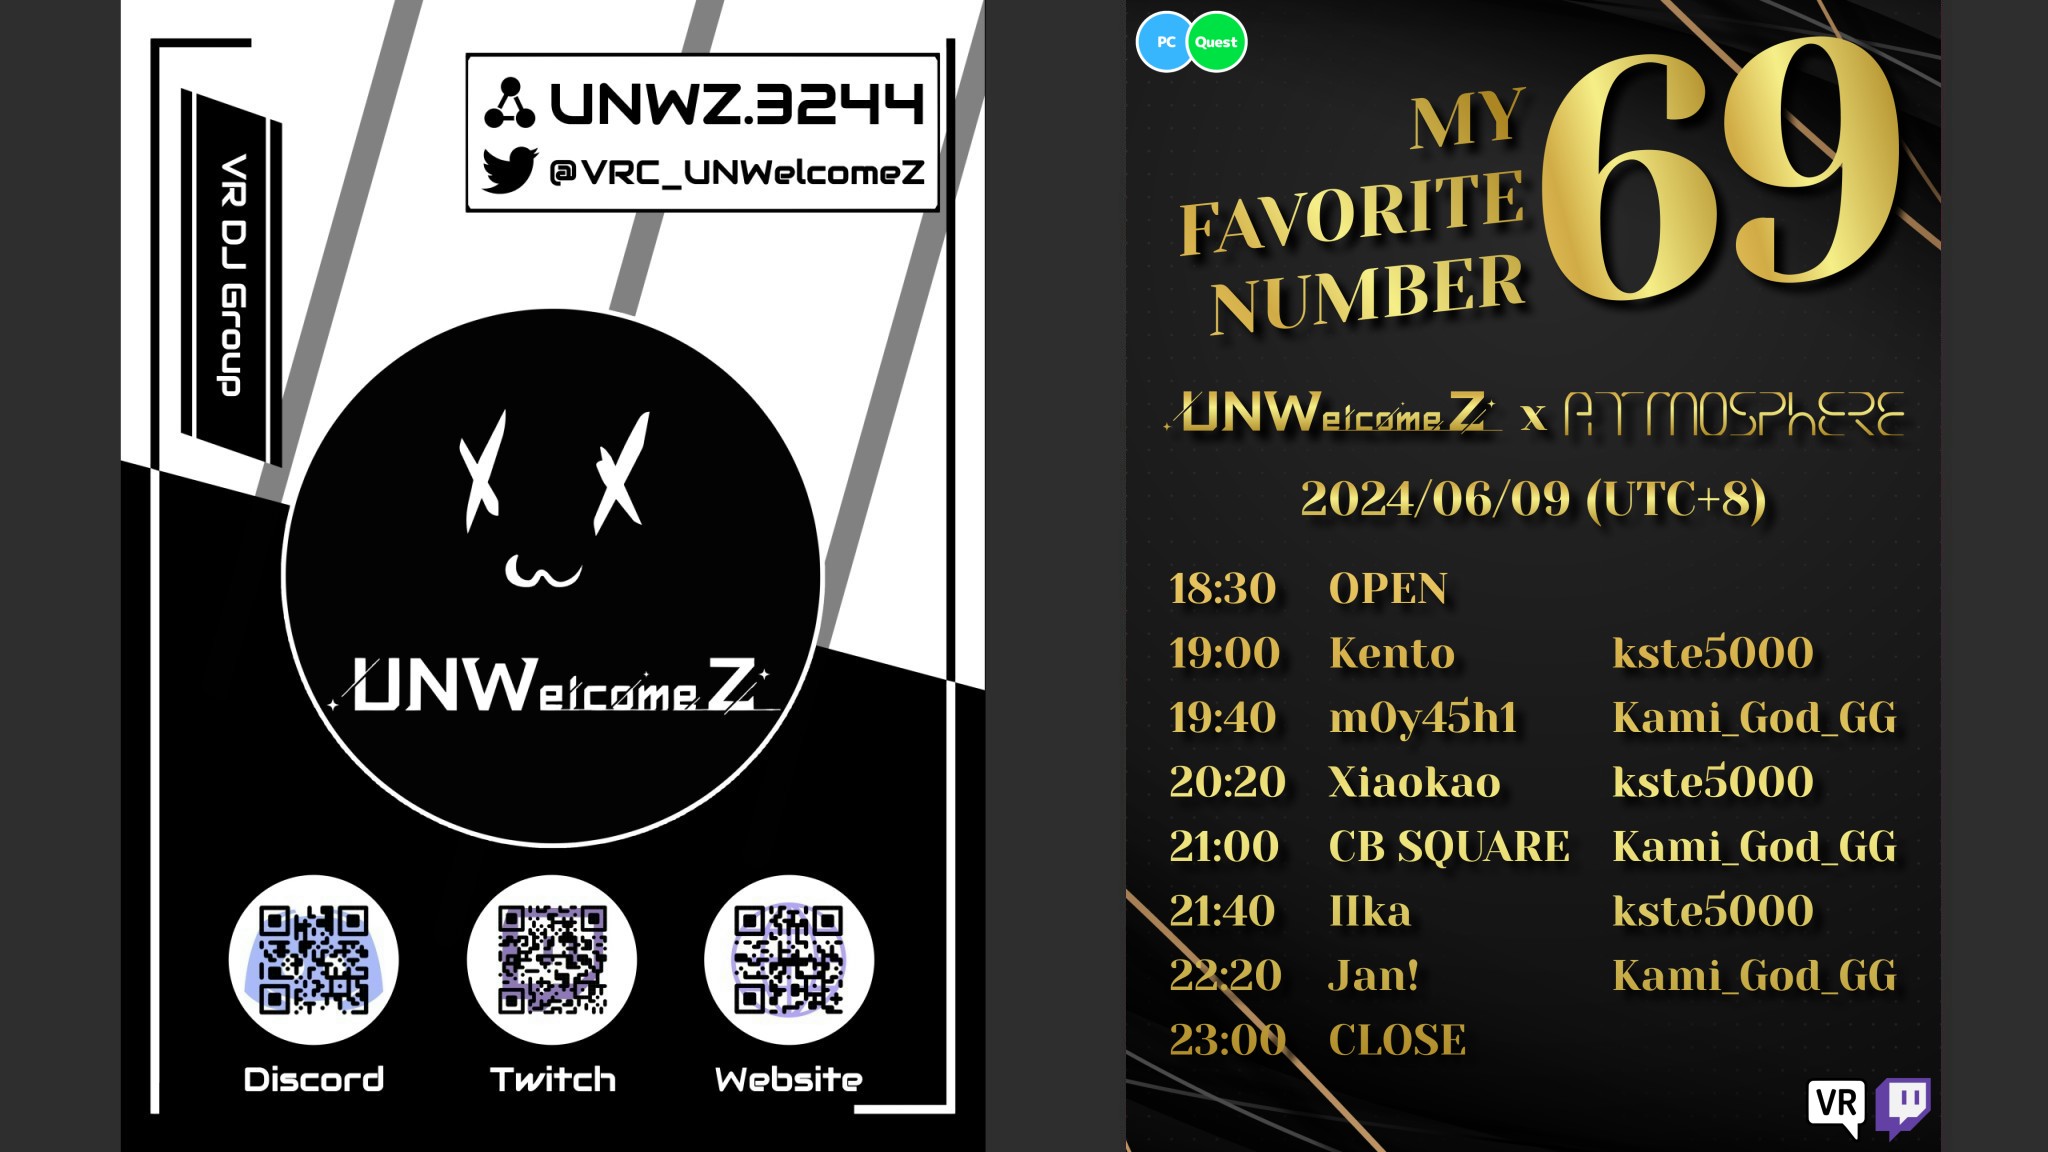 UNWZ.3244
@VRC_UNWelcomeZ
VR DJ Group
UNWelcomeZ
Discord
Twitch
Website
PC
Quest
MY
FAVORITE
NUMBER
69
UNWelcomeZ x ATTMOSPhERE
2024/06/09 (UTC+8)
18:30 OPEN
19:00 Kento kste5000
19:40 m0y45h1 Kami_God_GG
20:20 Xiaokao kste5000
21:00 CB SQUARE Kami_God_GG
21:40 IIka kste5000
22:20 Jan! Kami_God_GG
23:00 CLOSE
VR